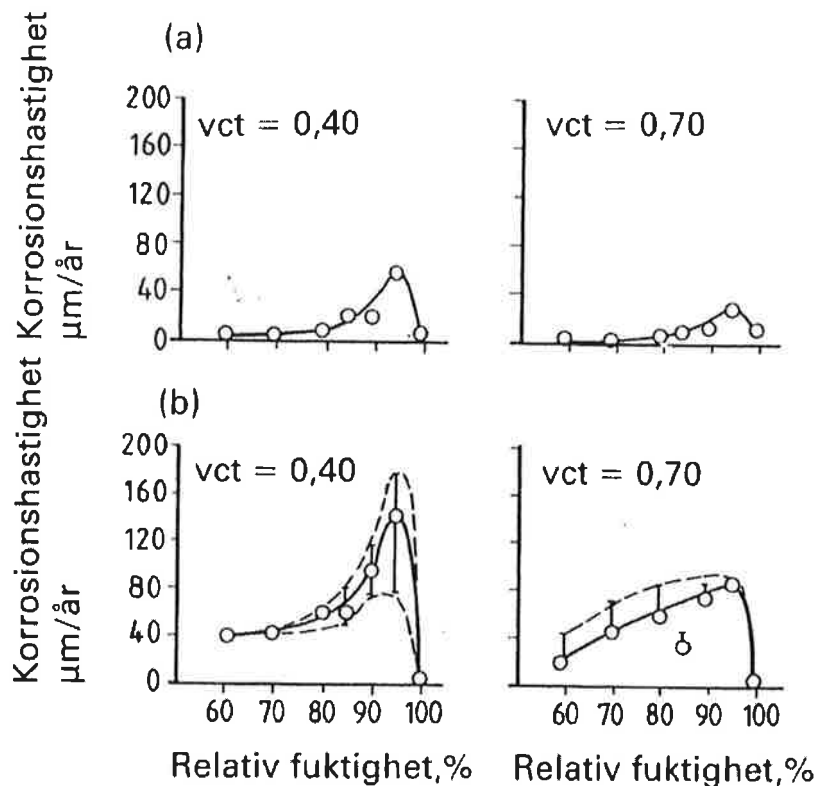 (a)
Korrosionshastighet
µm/år
200
160
120
80
40
0
vct = 0,40
vct = 0,70
(b)
Korrosionshastighet
µm/år
200
160
120
80
40
0
vct = 0,40
vct = 0,70
60 70 80 90 100
60 70 80 90 100
Relativ fuktighet,%
Relativ fuktighet,%